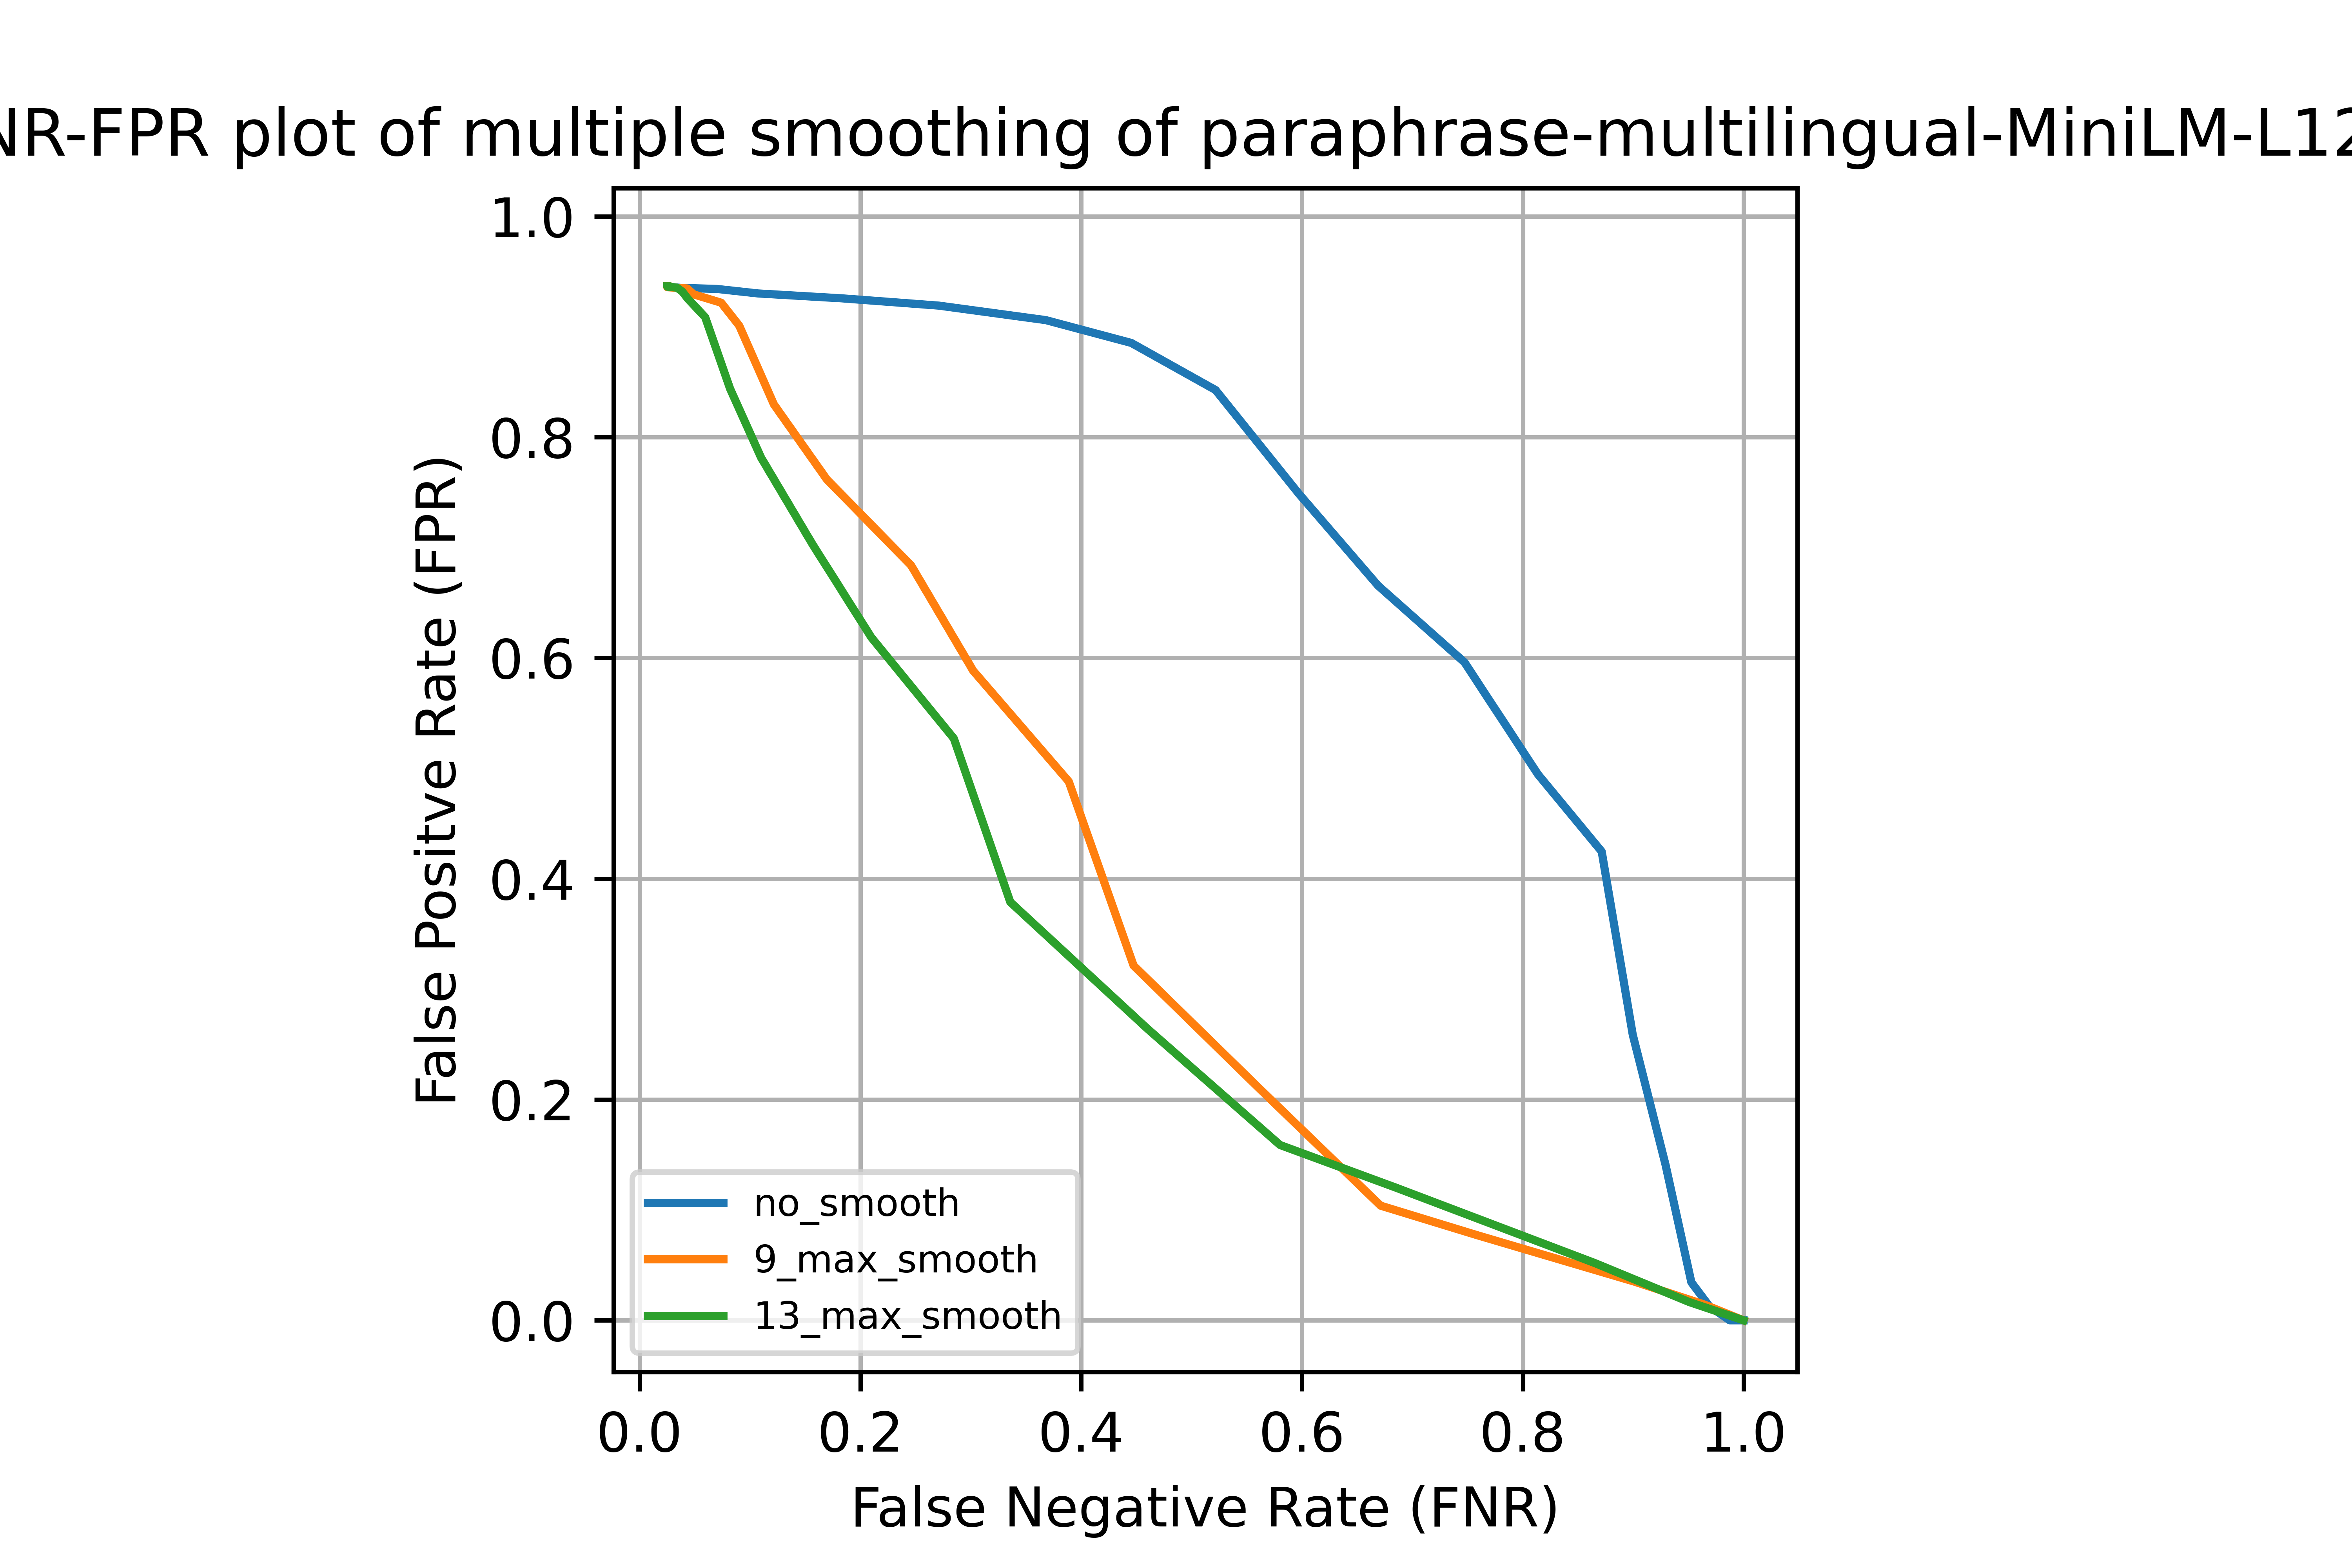 NR-FPR plot of multiple smoothing of paraphrase-multilingual-MiniLM-L12
False Positve Rate (FPR)
1.0
0.8
0.6
0.4
0.2
0.0
no_smooth
9_max_smooth
13_max_smooth
0.0 0.2 0.4 0.6 0.8 1.0
False Negative Rate (FNR)